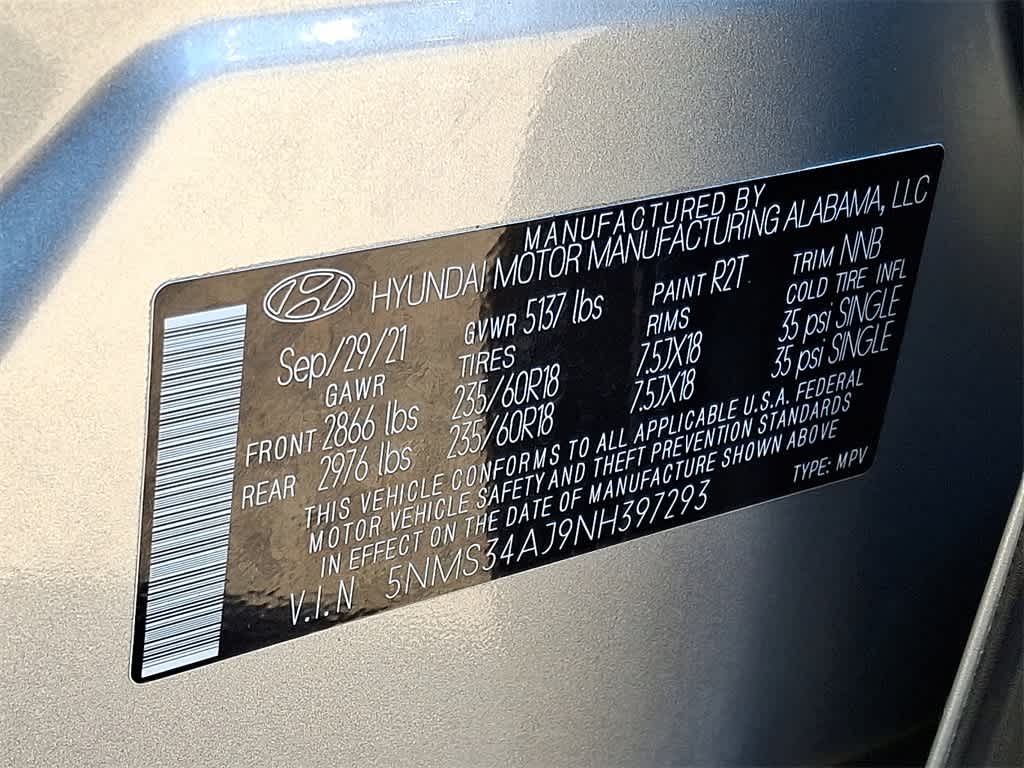 MANUFACTURED BY
HYUNDAI MOTOR MANUFACTURING ALABAMA, LLC
Sep/29/21 GVWR 5137 lbs PAINT R2T TRIM NNB
GAWR TIRES RIMS COLD TIRE INFL
FRONT 2866 lbs 235/60R18 7.5JX18 35 psi SINGLE
REAR 2976 lbs 235/60R18 7.5JX18 35 psi SINGLE
THIS VEHICLE CONFORMS TO ALL APPLICABLE U.S.A. FEDERAL
MOTOR VEHICLE SAFETY AND THEFT PREVENTION STANDARDS
IN EFFECT ON THE DATE OF MANUFACTURE SHOWN ABOVE
V.I.N 5NMS34AJ9NH397293 TYPE: MPV